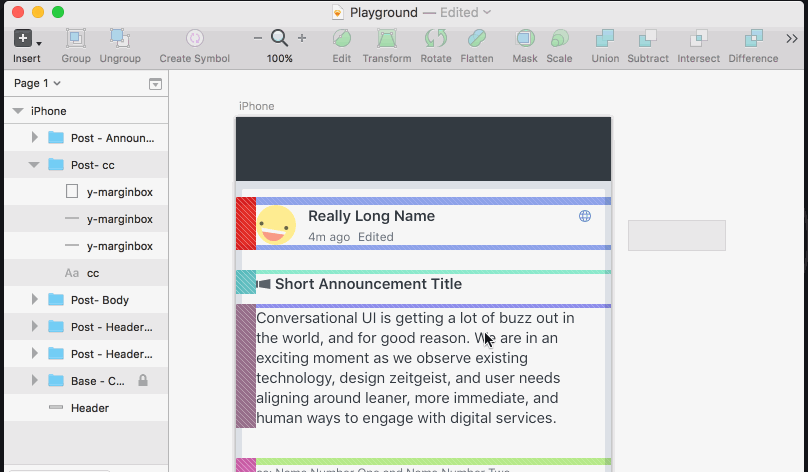 Playground — Edited
Insert
Group
Ungroup
Create Symbol
100%
Edit
Transform
Rotate
Flatten
Mask
Scale
Union
Subtract
Intersect
Difference
Page 1
iPhone
Post - Announ...
Post- cc
y-marginbox
y-marginbox
y-marginbox
Aa cc
Post- Body
Post - Header...
Post - Header...
Base - C...
Header
iPhone
Really Long Name
4m ago Edited
Short Announcement Title
Conversational UI is getting a lot of buzz out in
the world, and for good reason. We are in an
exciting moment as we observe existing
technology, design zeitgeist, and user needs
aligning around leaner, more immediate, and
human ways to engage with digital services.
cc: Name Number One and Name Number Two